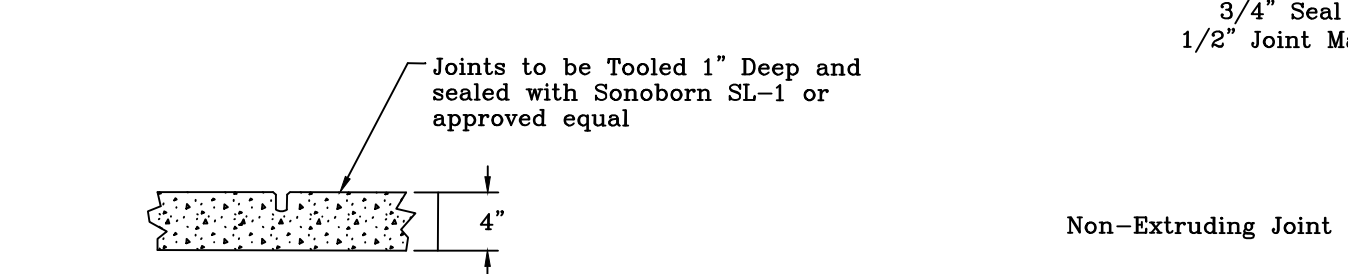 3/4" Seal
1/2" Joint
Joints to be Tooled 1" Deep and
sealed with Sonoborn SL-1 or
approved equal
4"
Non-Extruding Joint